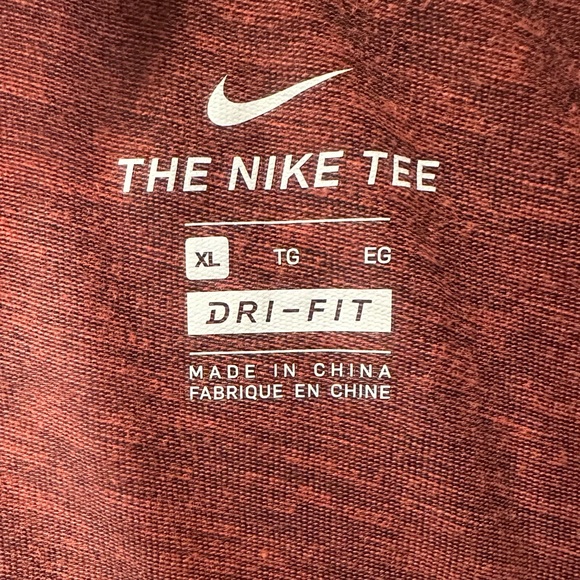 THE NIKE TEE
XL TG EG
DRI-FIT
MADE IN CHINA
FABRIQUE EN CHINE